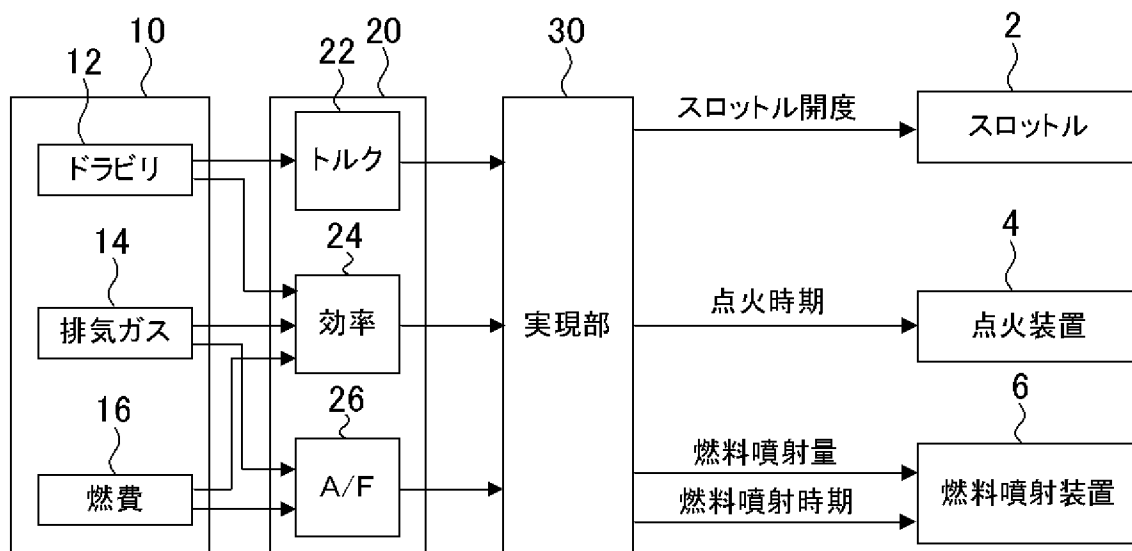 10
20
30
2
12
22
スロットル開度
スロットル
ドラビリ
トルク
14
24
4
点火時期
排気ガス
効率
実現部
点火装置
16
26
6
燃料噴射量
燃費
A/F
燃料噴射時期
燃料噴射装置